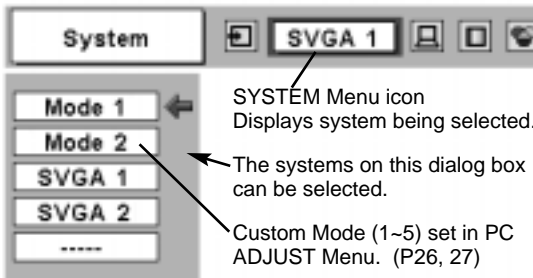 System
SVGA 1
Mode 1
Mode 2
SVGA 1
SVGA 2
-----
SYSTEM Menu icon
Displays system being selected.
The systems on this dialog box
can be selected.
Custom Mode (1~5) set in PC
ADJUST Menu. (P26, 27)